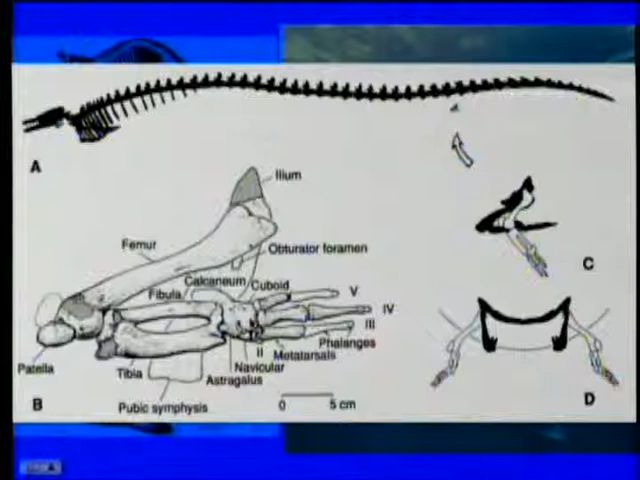 A
Ilium
Femur
Obturator foramen
Calcaneum
Cuboid
Fibula
V
IV
III
Phalanges
II
Metatarsals
Navicular
Patella
Tibia
Astragalus
Pubic symphysis
B
0 5 cm
C
D